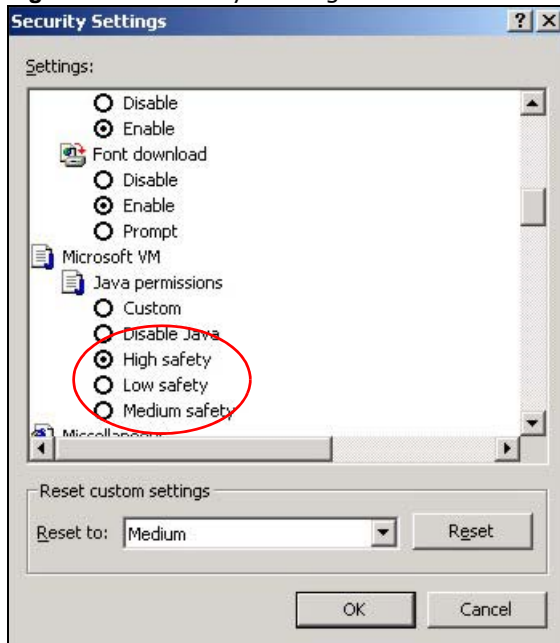 Security Settings
Settings:
Disable
Enable
Font download
Disable
Enable
Prompt
Microsoft VM
Java permissions
Custom
Disable Java
High safety
Low safety
Medium safety
Reset custom settings
Reset to: Medium Reset
OK Cancel